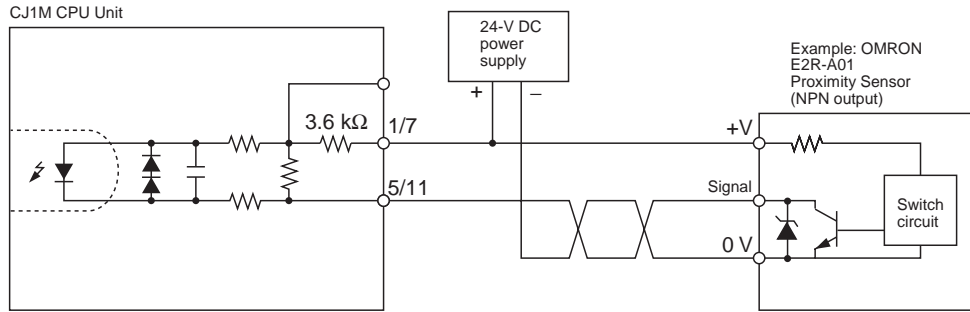 CJ1M CPU Unit
24-V DC
power
supply
+
–
Example: OMRON
E2R-A01
Proximity Sensor
(NPN output)
3.6 kΩ
1/7
+V
5/11
Signal
Switch
circuit
0 V